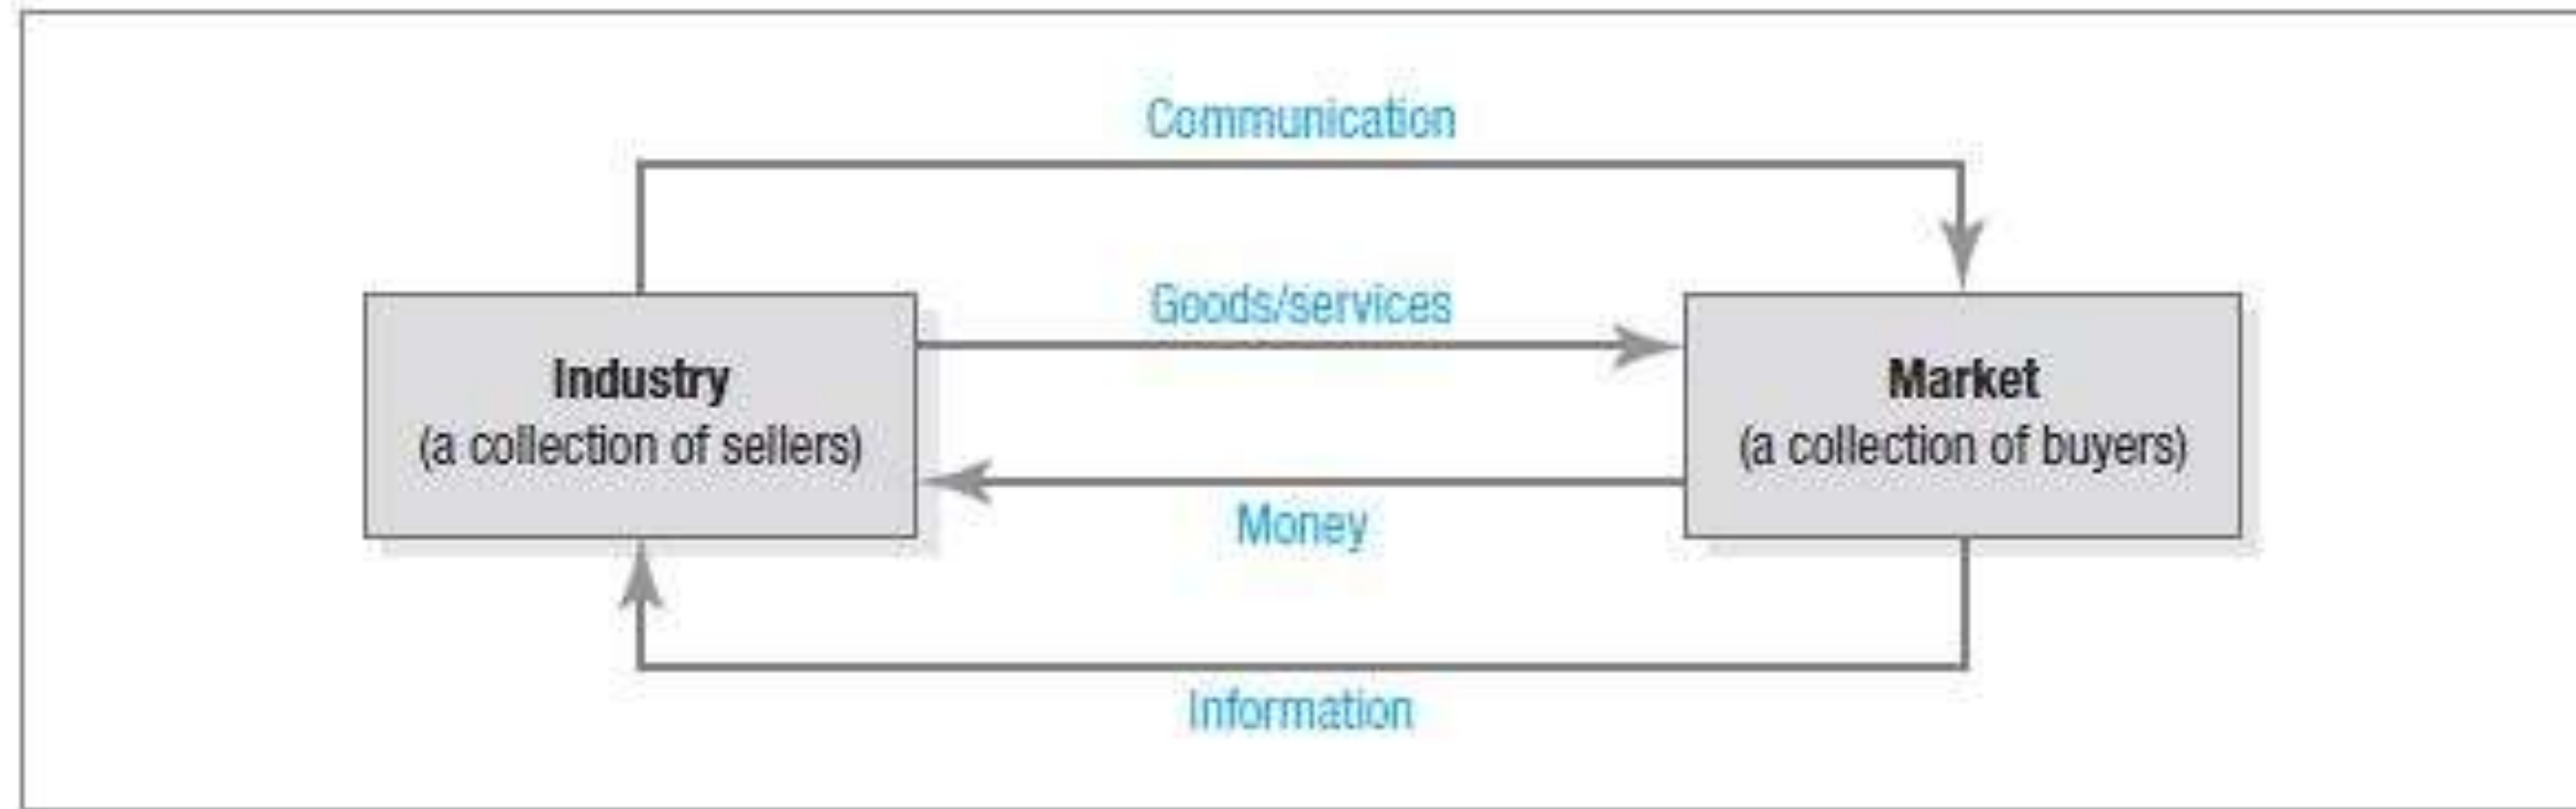 Communication
Goods/services
Industry
(a collection of sellers)
Market
(a collection of buyers)
Money
Information